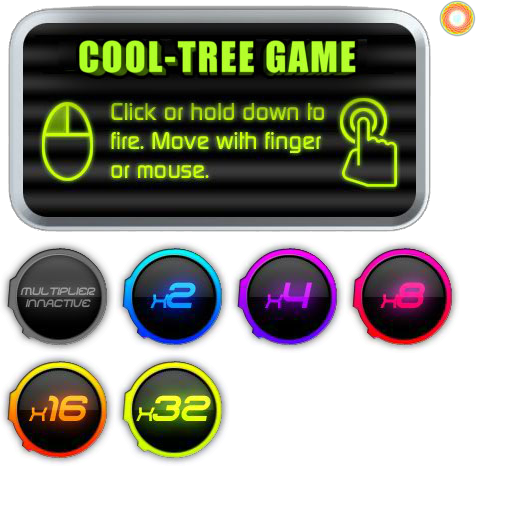 COOL-TREE GAME
Click or hold down to
fire. Move with finger
or mouse.
MULTIPLIER
INNACTIVE
x2
x4
x8
x16
x32